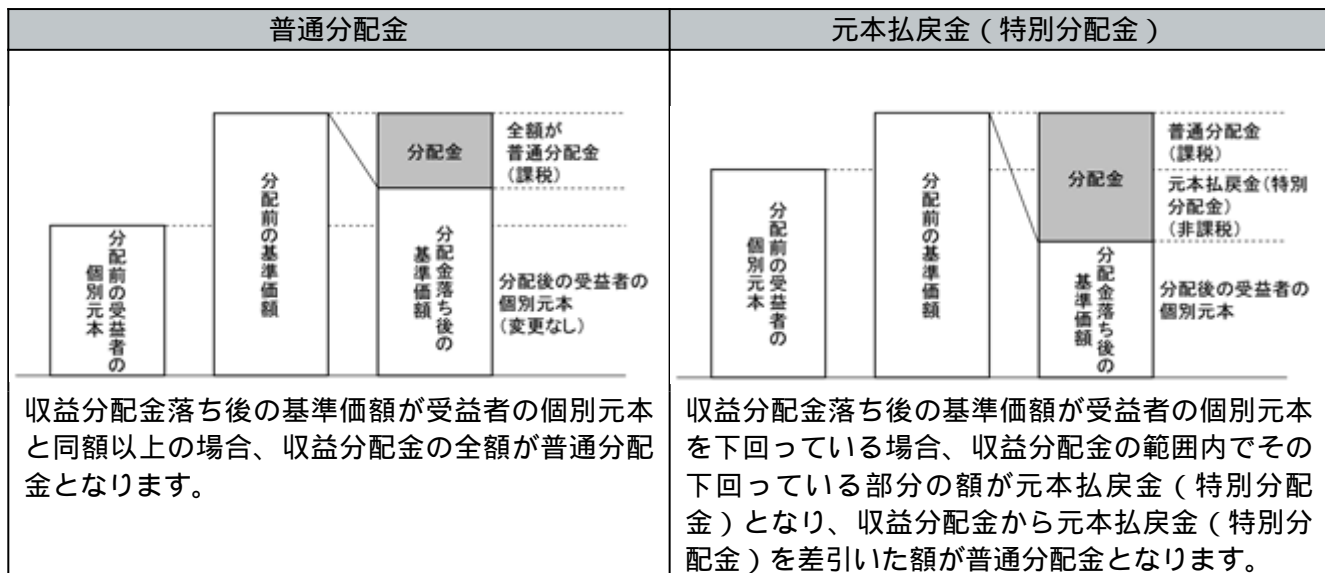 普通分配金
分配前の受益者の
個別元本
分配前の基準価額
分配金
分配金落ち後の
基準価額
全額が
普通分配金
(課税)
分配後の受益者の
個別元本
(変更なし)
収益分配金落ち後の基準価額が受益者の個別元本
と同額以上の場合、収益分配金の全額が普通分配
金となります。
元本払戻金（特別分配金）
分配前の受益者の
個別元本
分配前の基準価額
分配金
分配金落ち後の
基準価額
普通分配金
(課税)
元本払戻金(特別
分配金)
(非課税)
分配後の受益者の
個別元本
収益分配金落ち後の基準価額が受益者の個別元本
を下回っている場合、収益分配金の範囲内でその
下回っている部分の額が元本払戻金（特別分配
金）となり、収益分配金から元本払戻金（特別分
配金）を差引いた額が普通分配金となります。